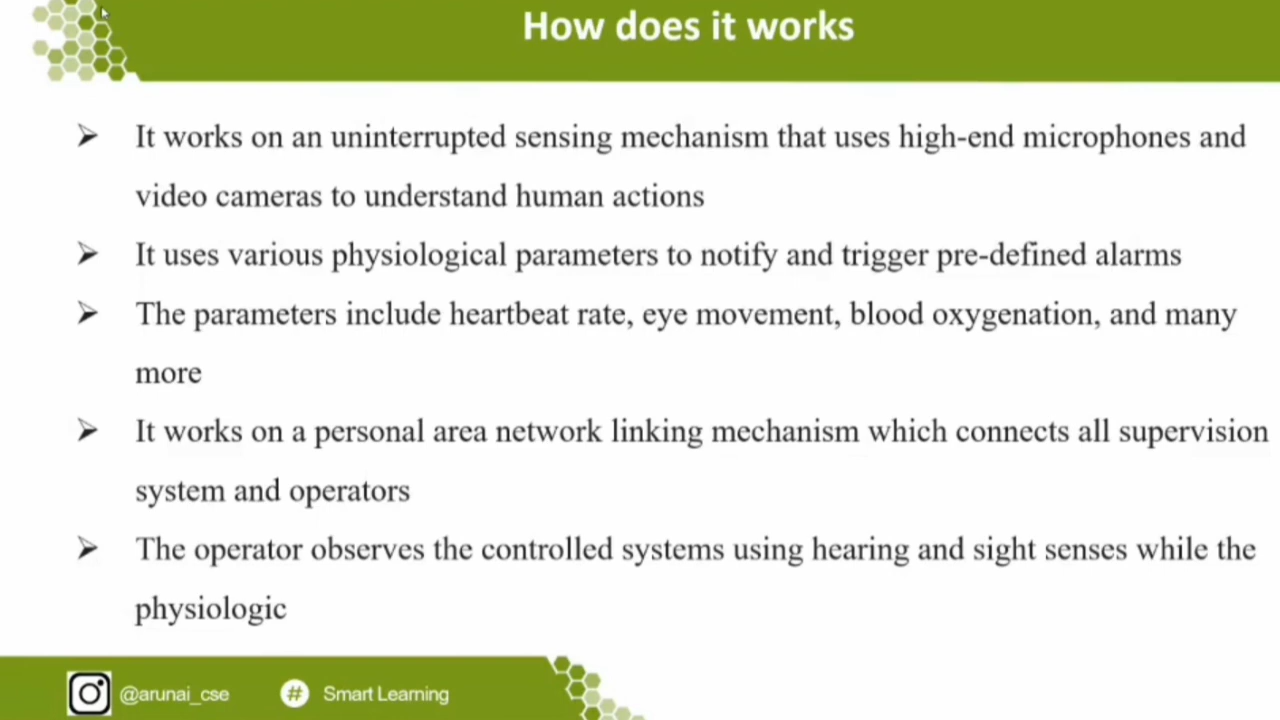 How does it works
➤ It works on an uninterrupted sensing mechanism that uses high-end microphones and
video cameras to understand human actions
➤ It uses various physiological parameters to notify and trigger pre-defined alarms
➤ The parameters include heartbeat rate, eye movement, blood oxygenation, and many
more
➤ It works on a personal area network linking mechanism which connects all supervision
system and operators
➤ The operator observes the controlled systems using hearing and sight senses while the
physiologic
@arunai_cse # Smart Learning